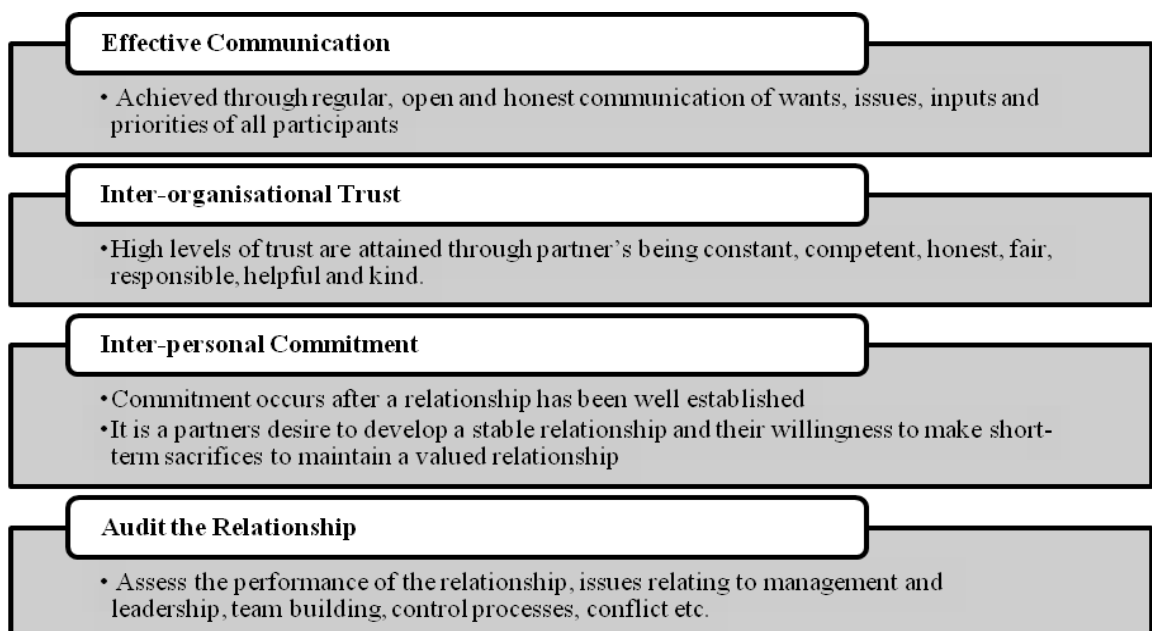 Effective Communication
• Achieved through regular, open and honest communication of wants, issues, inputs and
priorities of all participants
Inter-organisational Trust
•High levels of trust are attained through partner’s being constant, competent, honest, fair,
responsible, helpful and kind.
Inter-personal Commitment
•Commitment occurs after a relationship has been well established
•It is a partners desire to develop a stable relationship and their willingness to make short-
term sacrifices to maintain a valued relationship
Audit the Relationship
• Assess the performance of the relationship, issues relating to management and
leadership, team building, control processes, conflict etc.